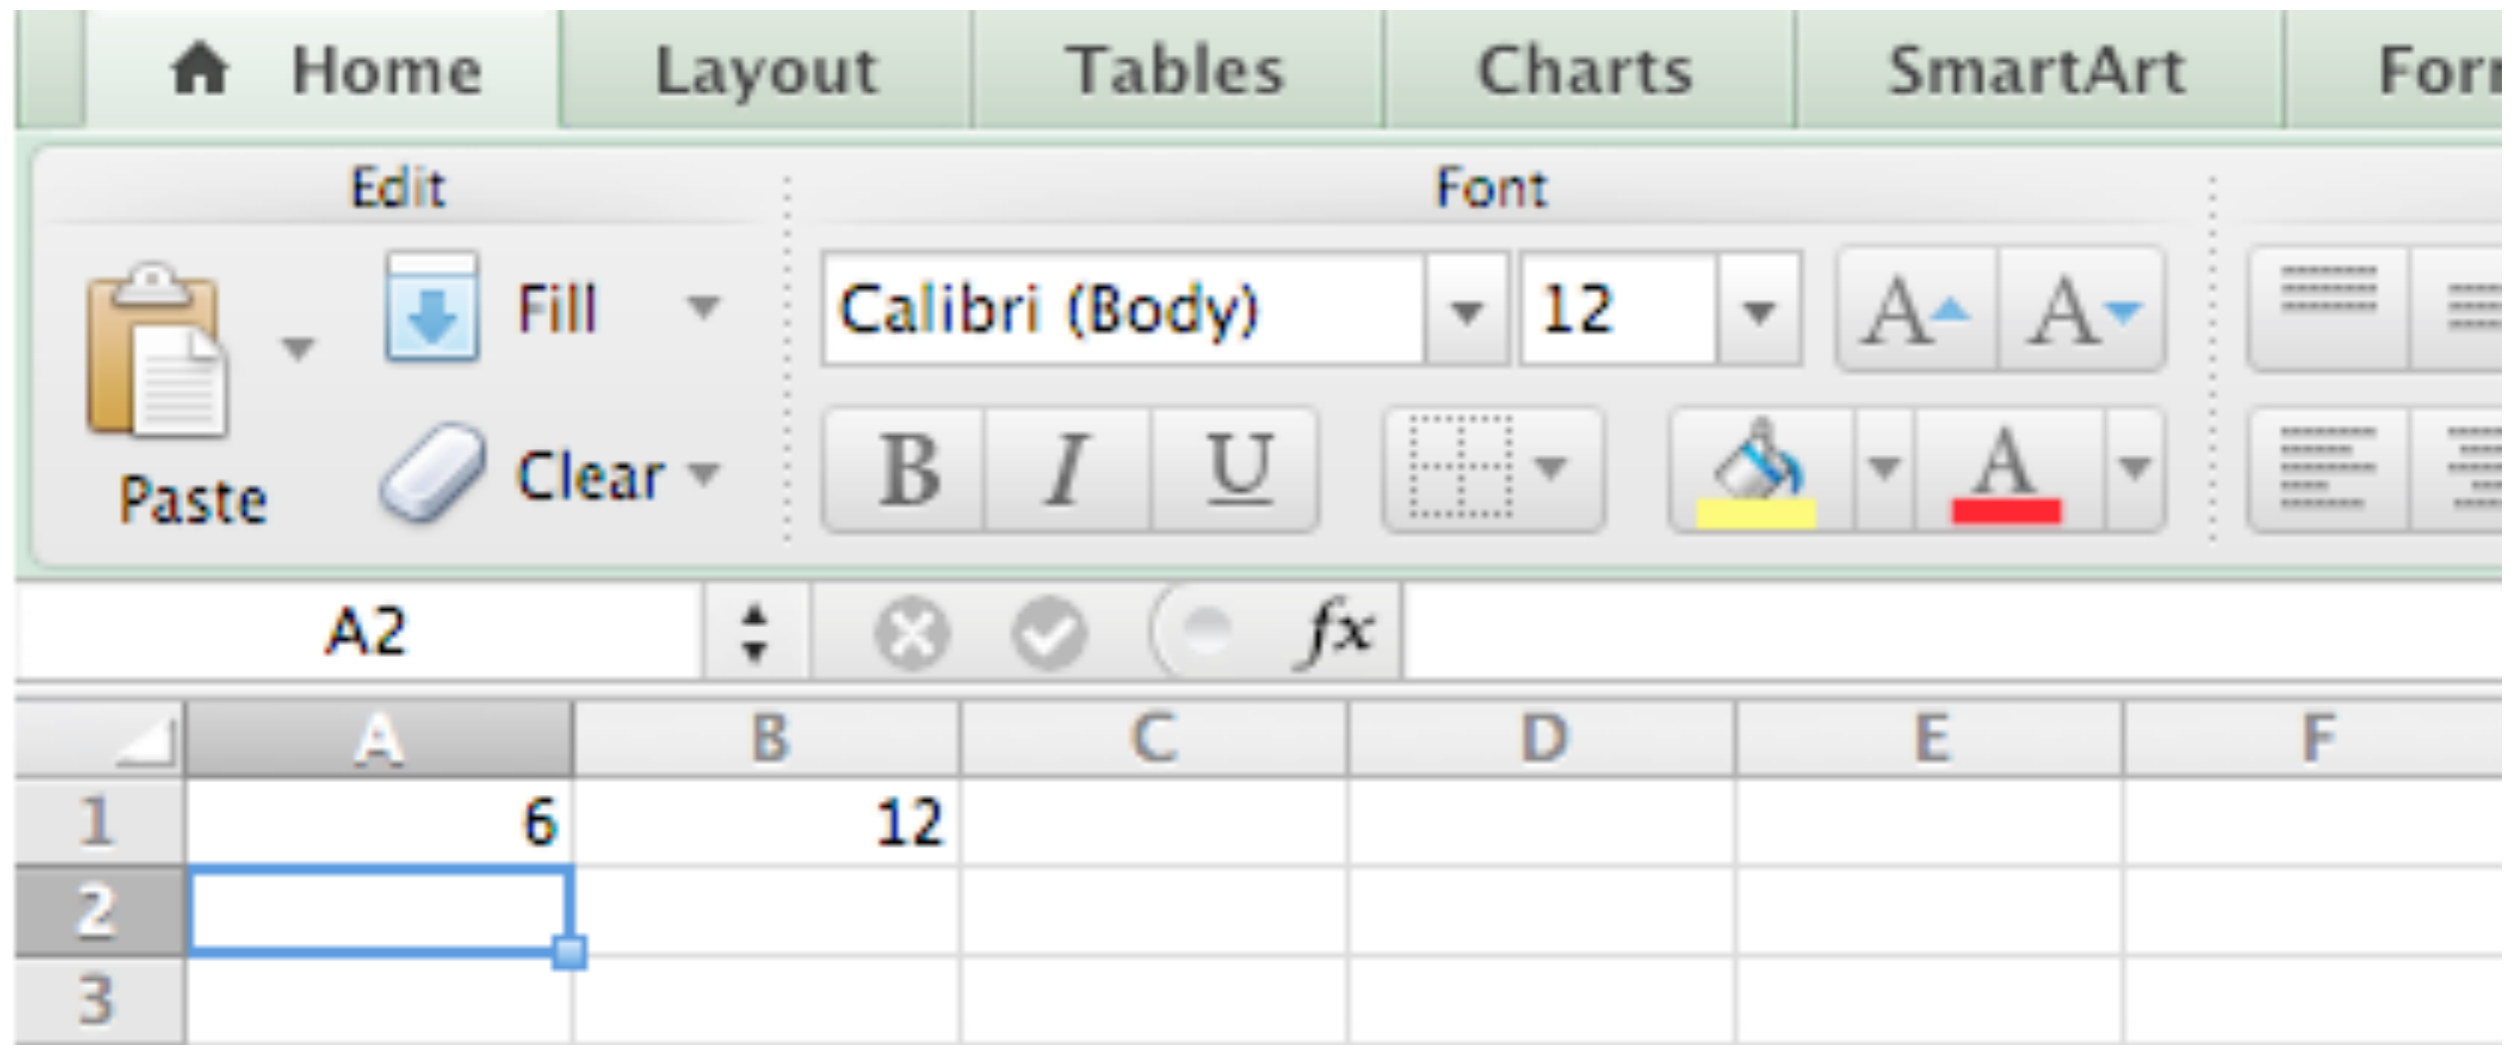 Home Layout Tables Charts SmartArt
Edit Font
Fill Calibri (Body) 12 A A
Paste Clear B I U A
A2 fx
A B C D E F
1 6 12
2
3